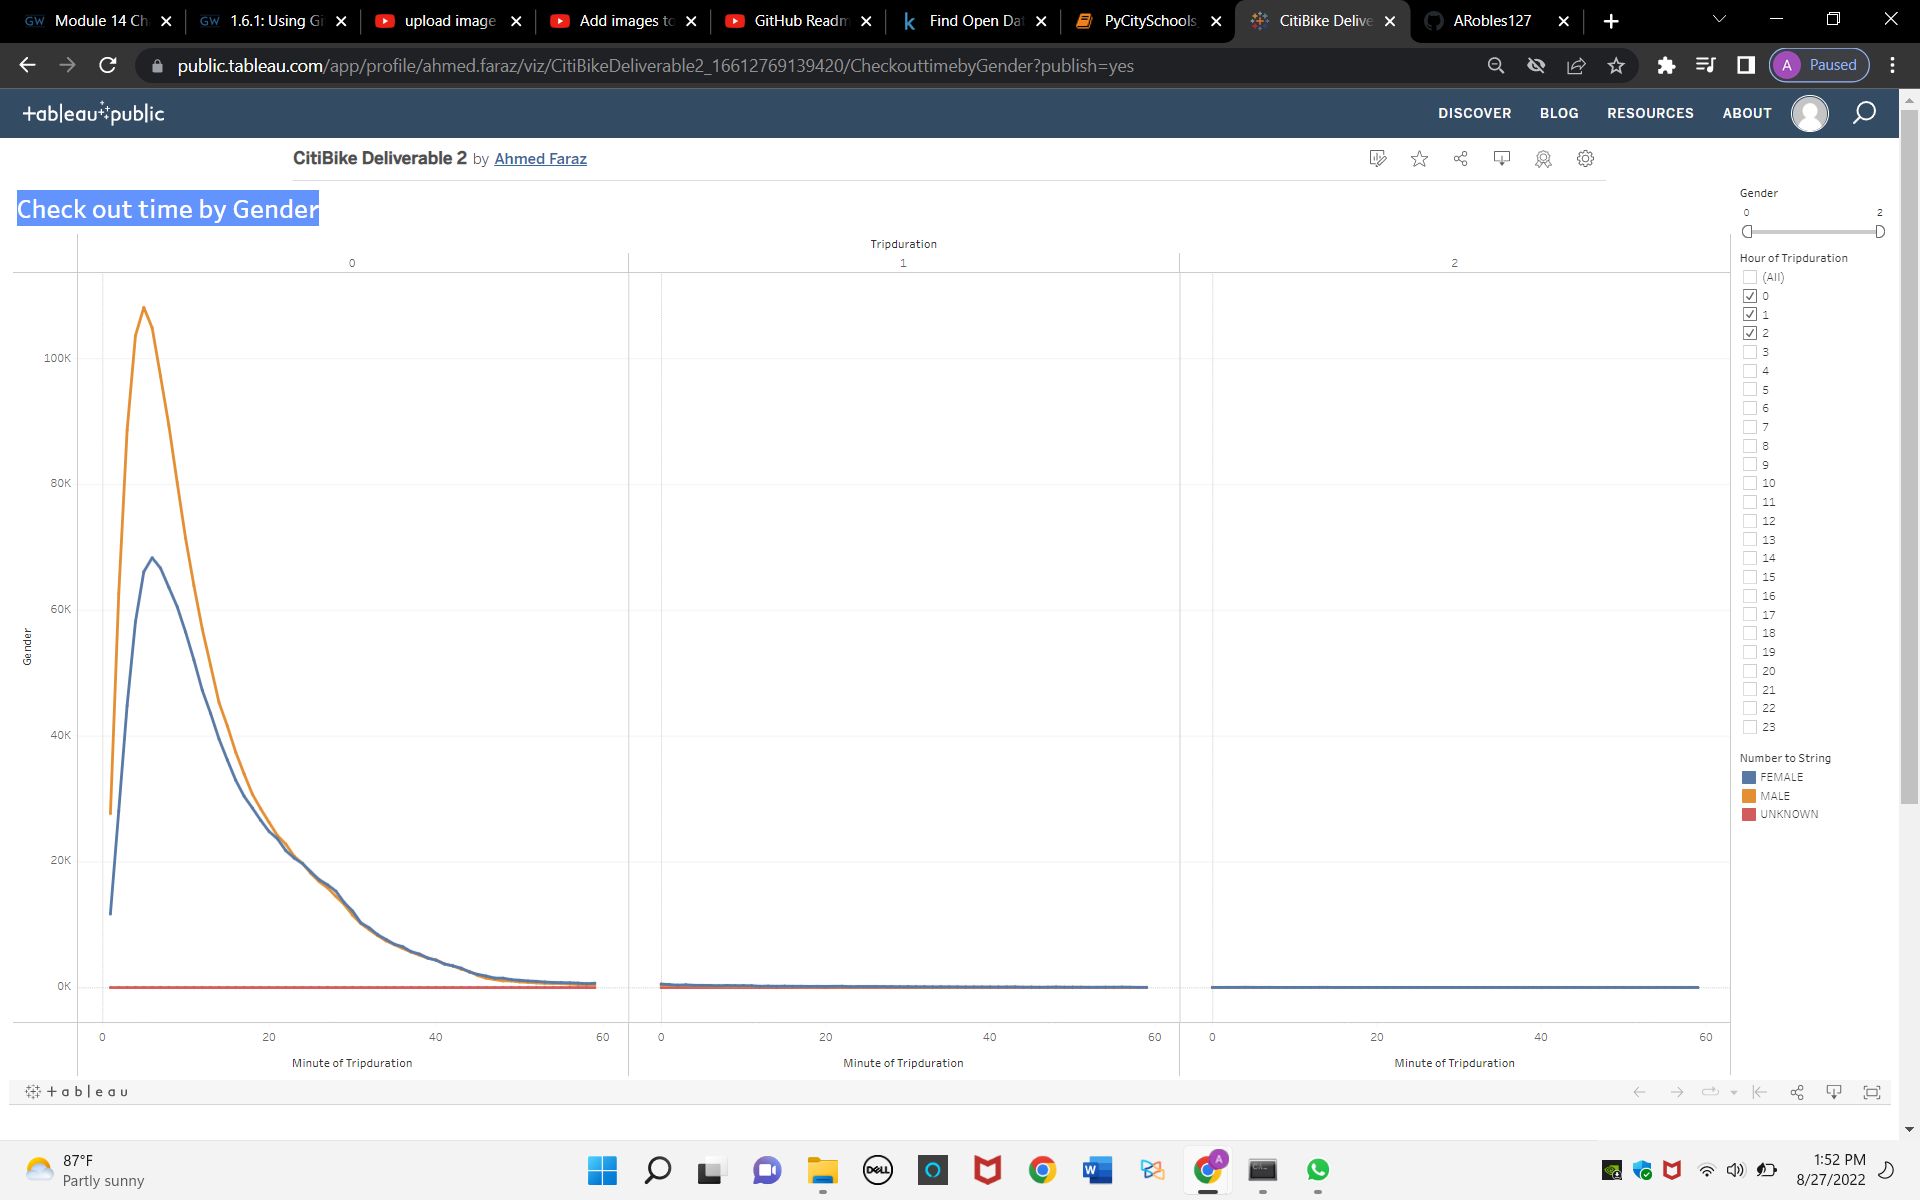 Module 14 Ch
1.6.1: Using Gi
upload image
Add images to
GitHub Readm
Find Open Da
PyCitySchools_
CitiBike Delive
ARobles127
public.tableau.com/app/profile/ahmed.faraz/viz/CitiBikeDeliverable2_16612769139420/CheckouttimebyGender?publish=yes
A Paused
+ableau+public
DISCOVER BLOG RESOURCES ABOUT
CitiBike Deliverable 2 by Ahmed Faraz
Check out time by Gender
Tripduration
0 1 2
100K
80K
60K
40K
20K
0K
Gender
0 20 40 60 0 20 40 60 0 20 40 60
Minute of Tripduration Minute of Tripduration Minute of Tripduration
Gender
0 2
Hour of Tripduration
(All)
0
1
2
3
4
5
6
7
8
9
10
11
12
13
14
15
16
17
18
19
20
21
22
23
Number to String
FEMALE
MALE
UNKNOWN
+ableau
87°F
Partly sunny
DELL
A
1:52 PM
8/27/2022